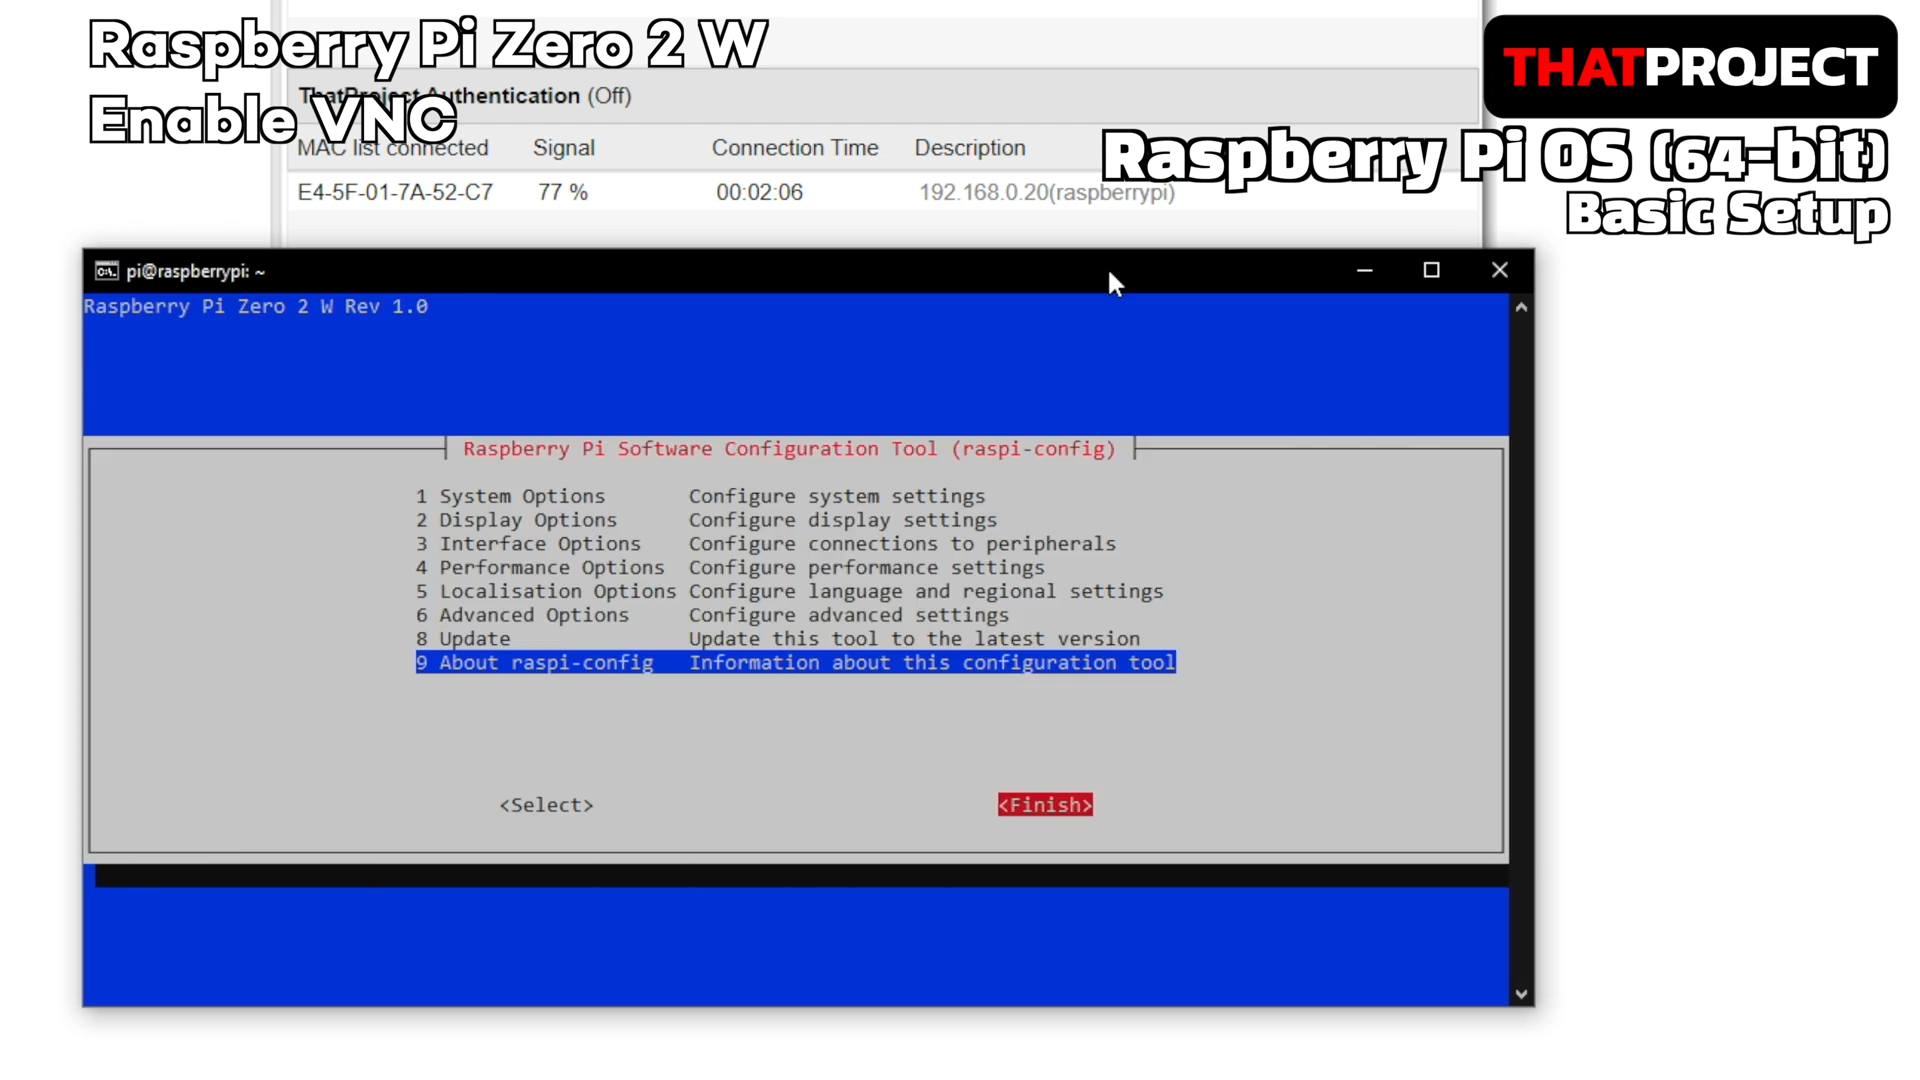 Raspberry Pi Zero 2 W
Enable VNC
THATPROJECT
Raspberry Pi OS (64-bit)
Basic Setup
ThatProject Authentication (Off)
MAC list connected Signal Connection Time Description
E4-5F-01-7A-52-C7 77 % 00:02:06 192.168.0.20(raspberrypi)
pi@raspberrypi: ~
Raspberry Pi Zero 2 W Rev 1.0
Raspberry Pi Software Configuration Tool (raspi-config)
1 System Options Configure system settings
2 Display Options Configure display settings
3 Interface Options Configure connections to peripherals
4 Performance Options Configure performance settings
5 Localisation Options Configure language and regional settings
6 Advanced Options Configure advanced settings
8 Update Update this tool to the latest version
9 About raspi-config Information about this configuration tool
<Select> <Finish>